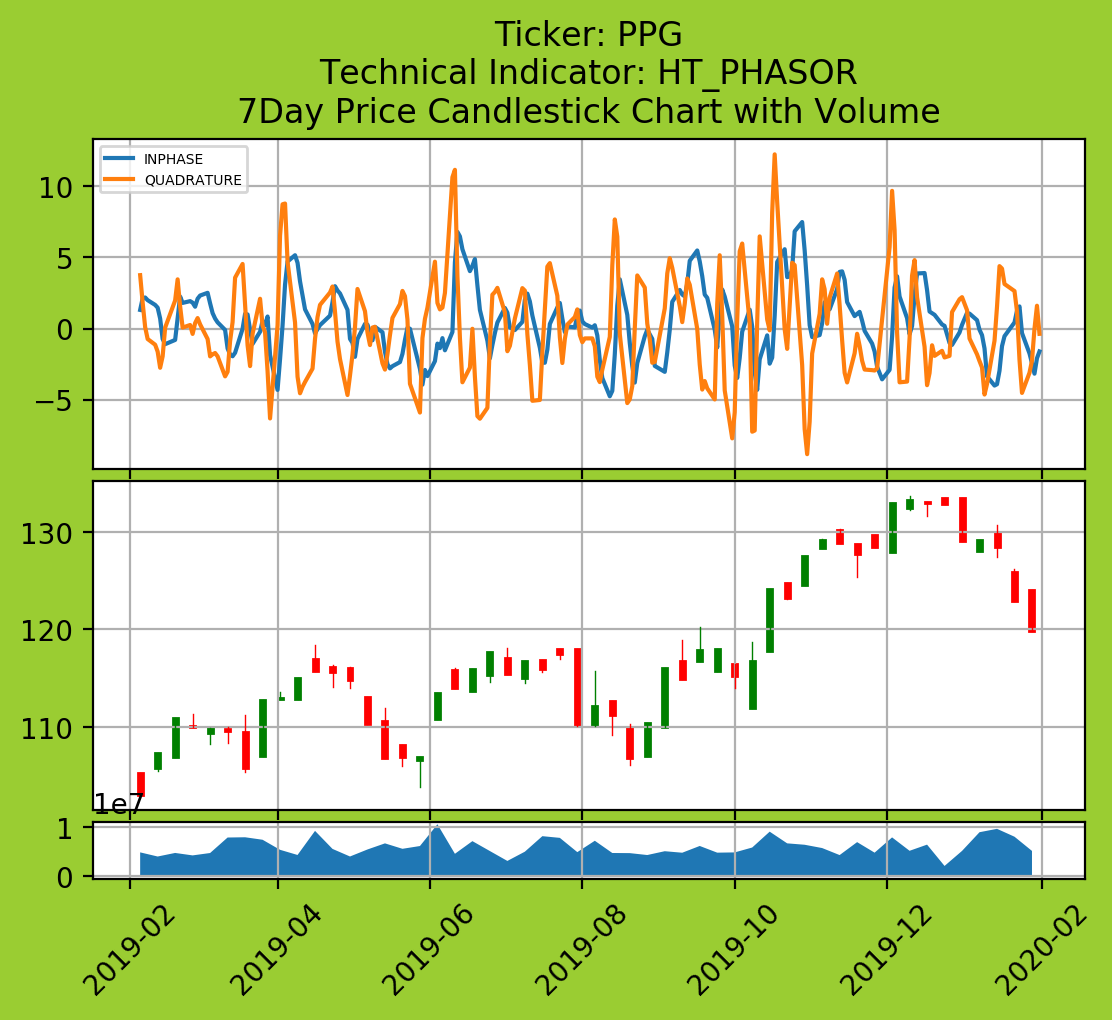 Ticker: PPG
Technical Indicator: HT_PHASOR
7Day Price Candlestick Chart with Volume
INPHASE
QUADRATURE
10
5
0
−5
130
120
110
1e7
1
0
2019-02
2019-04
2019-06
2019-08
2019-10
2019-12
2020-02